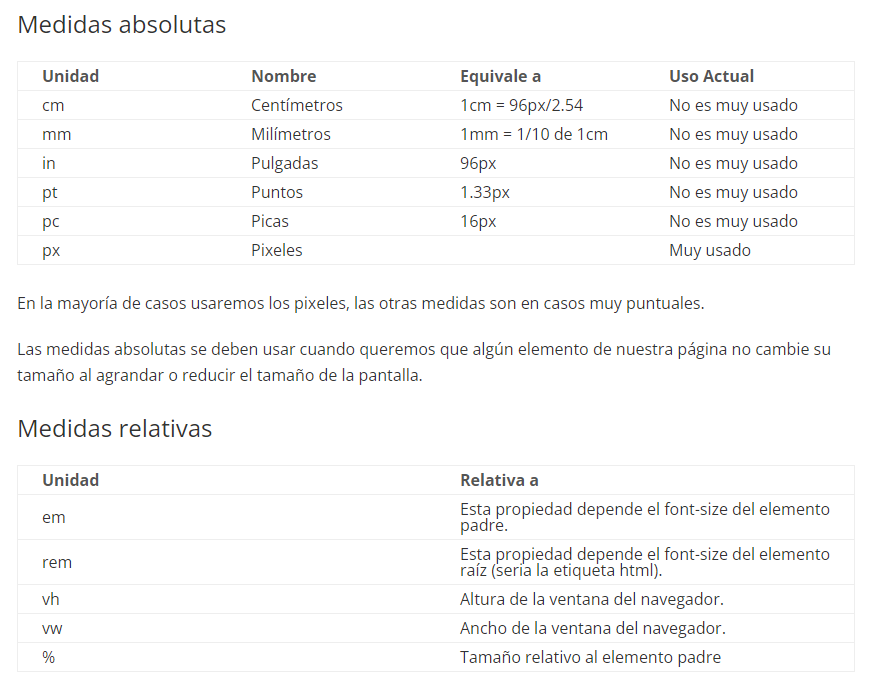 Medidas absolutas
Unidad Nombre Equivale a Uso Actual
cm Centímetros 1cm = 96px/2.54 No es muy usado
mm Milímetros 1mm = 1/10 de 1cm No es muy usado
in Pulgadas 96px No es muy usado
pt Puntos 1.33px No es muy usado
pc Picas 16px No es muy usado
px Pixeles Muy usado
En la mayoría de casos usaremos los pixeles, las otras medidas son en casos muy puntuales.
Las medidas absolutas se deben usar cuando queremos que algún elemento de nuestra página no cambie su
tamaño al agrandar o reducir el tamaño de la pantalla.
Medidas relativas
Unidad Relativa a
em Esta propiedad depende el font-size del elemento
padre.
rem Esta propiedad depende el font-size del elemento
raíz (seria la etiqueta html).
vh Altura de la ventana del navegador.
vw Ancho de la ventana del navegador.
% Tamaño relativo al elemento padre